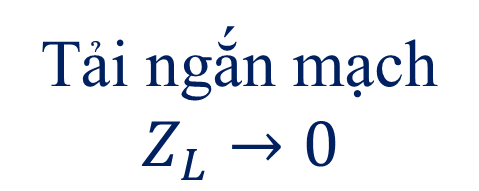 Tải ngắn mạch
Z_L → 0